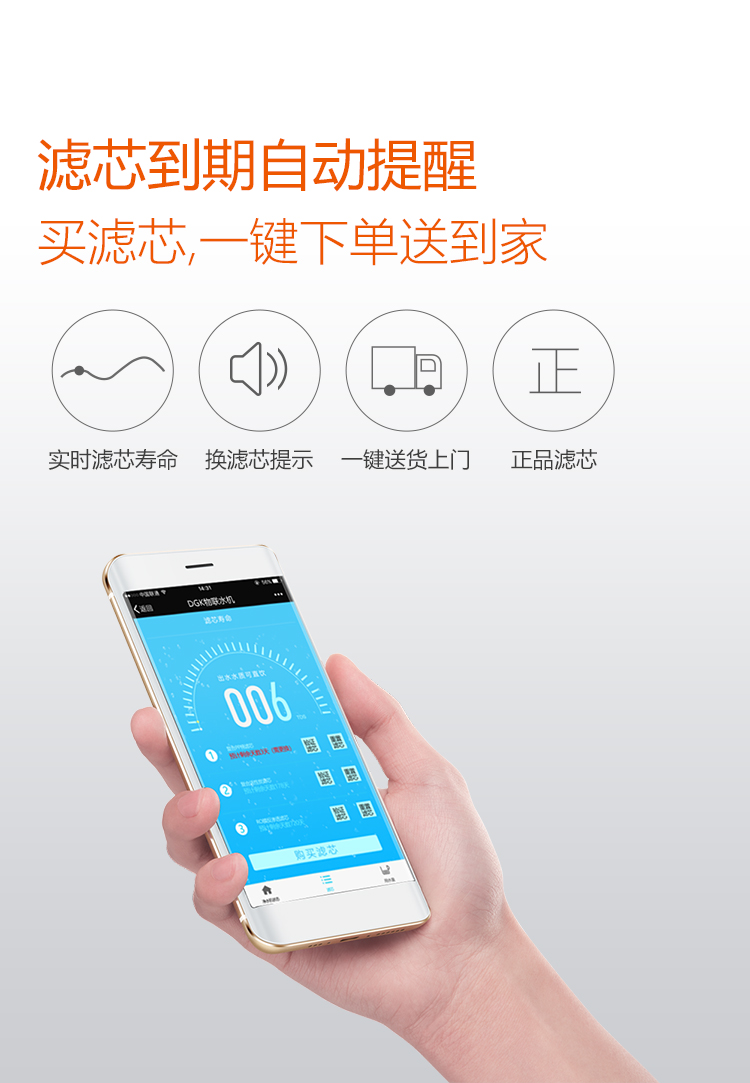 滤芯到期自动提醒
买滤芯,一键下单送到家
正
实时滤芯寿命 换滤芯提示 一键送货上门 正品滤芯
中国联通 14:31 56%
返回 DGK物联水机
滤芯寿命
出水水质可直饮
006
TDS
1
2
3
购买滤芯